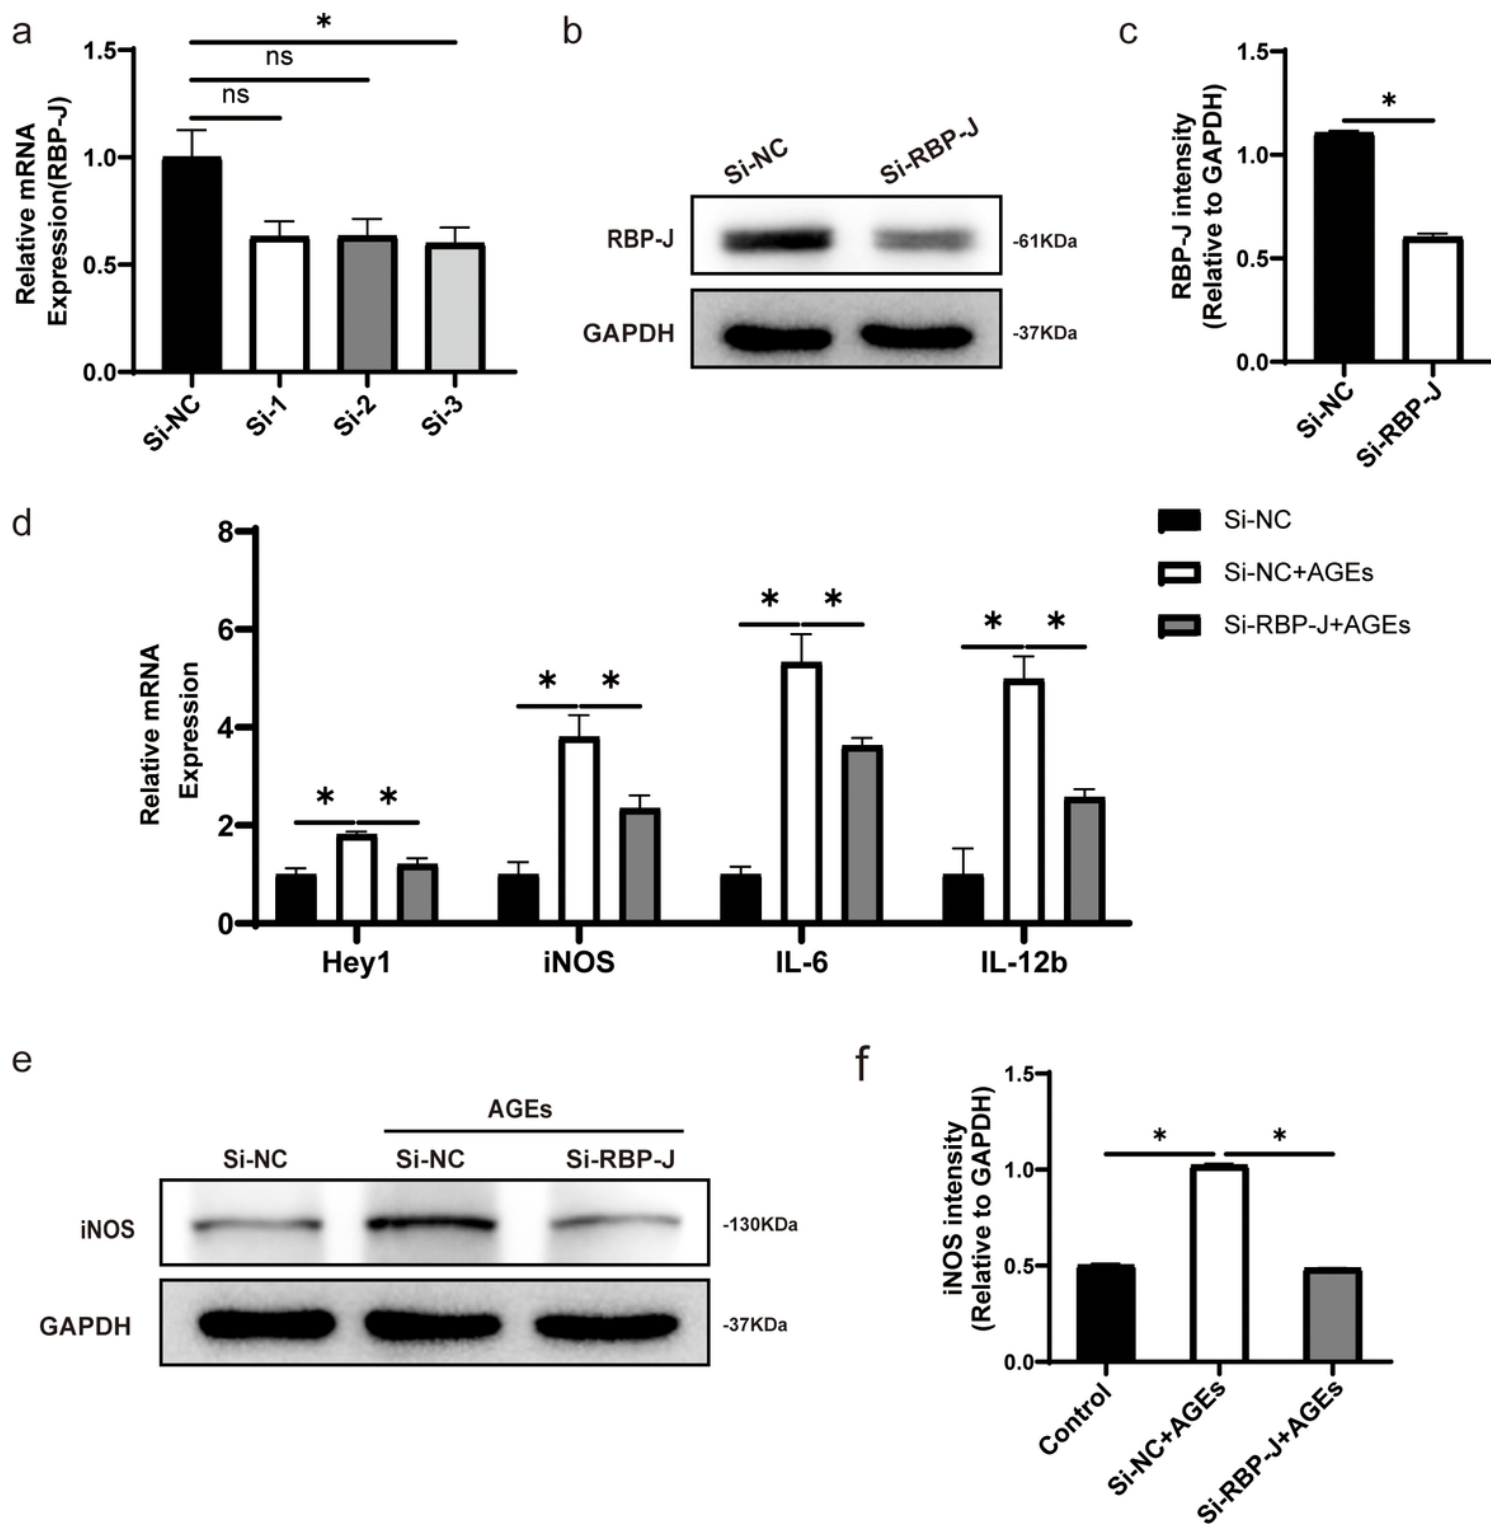 a
*
ns
ns
1.5
1.0
0.5
0.0
Relative mRNA
Expression(RBP-J)
Si-NC
Si-1
Si-2
Si-3
b
Si-NC
Si-RBP-J
RBP-J
-61KDa
GAPDH
-37KDa
c
*
1.5
1.0
0.5
0.0
RBP-J intensity
(Relative to GAPDH)
Si-NC
Si-RBP-J
d
8
6
4
2
0
Relative mRNA
Expression
* *
* *
* *
* *
Hey1
iNOS
IL-6
IL-12b
Si-NC
Si-NC+AGEs
Si-RBP-J+AGEs
e
AGEs
Si-NC
Si-NC
Si-RBP-J
iNOS
-130KDa
GAPDH
-37KDa
f
* *
1.5
1.0
0.5
0.0
iNOS intensity
(Relative to GAPDH)
Control
Si-NC+AGEs
Si-RBP-J+AGEs